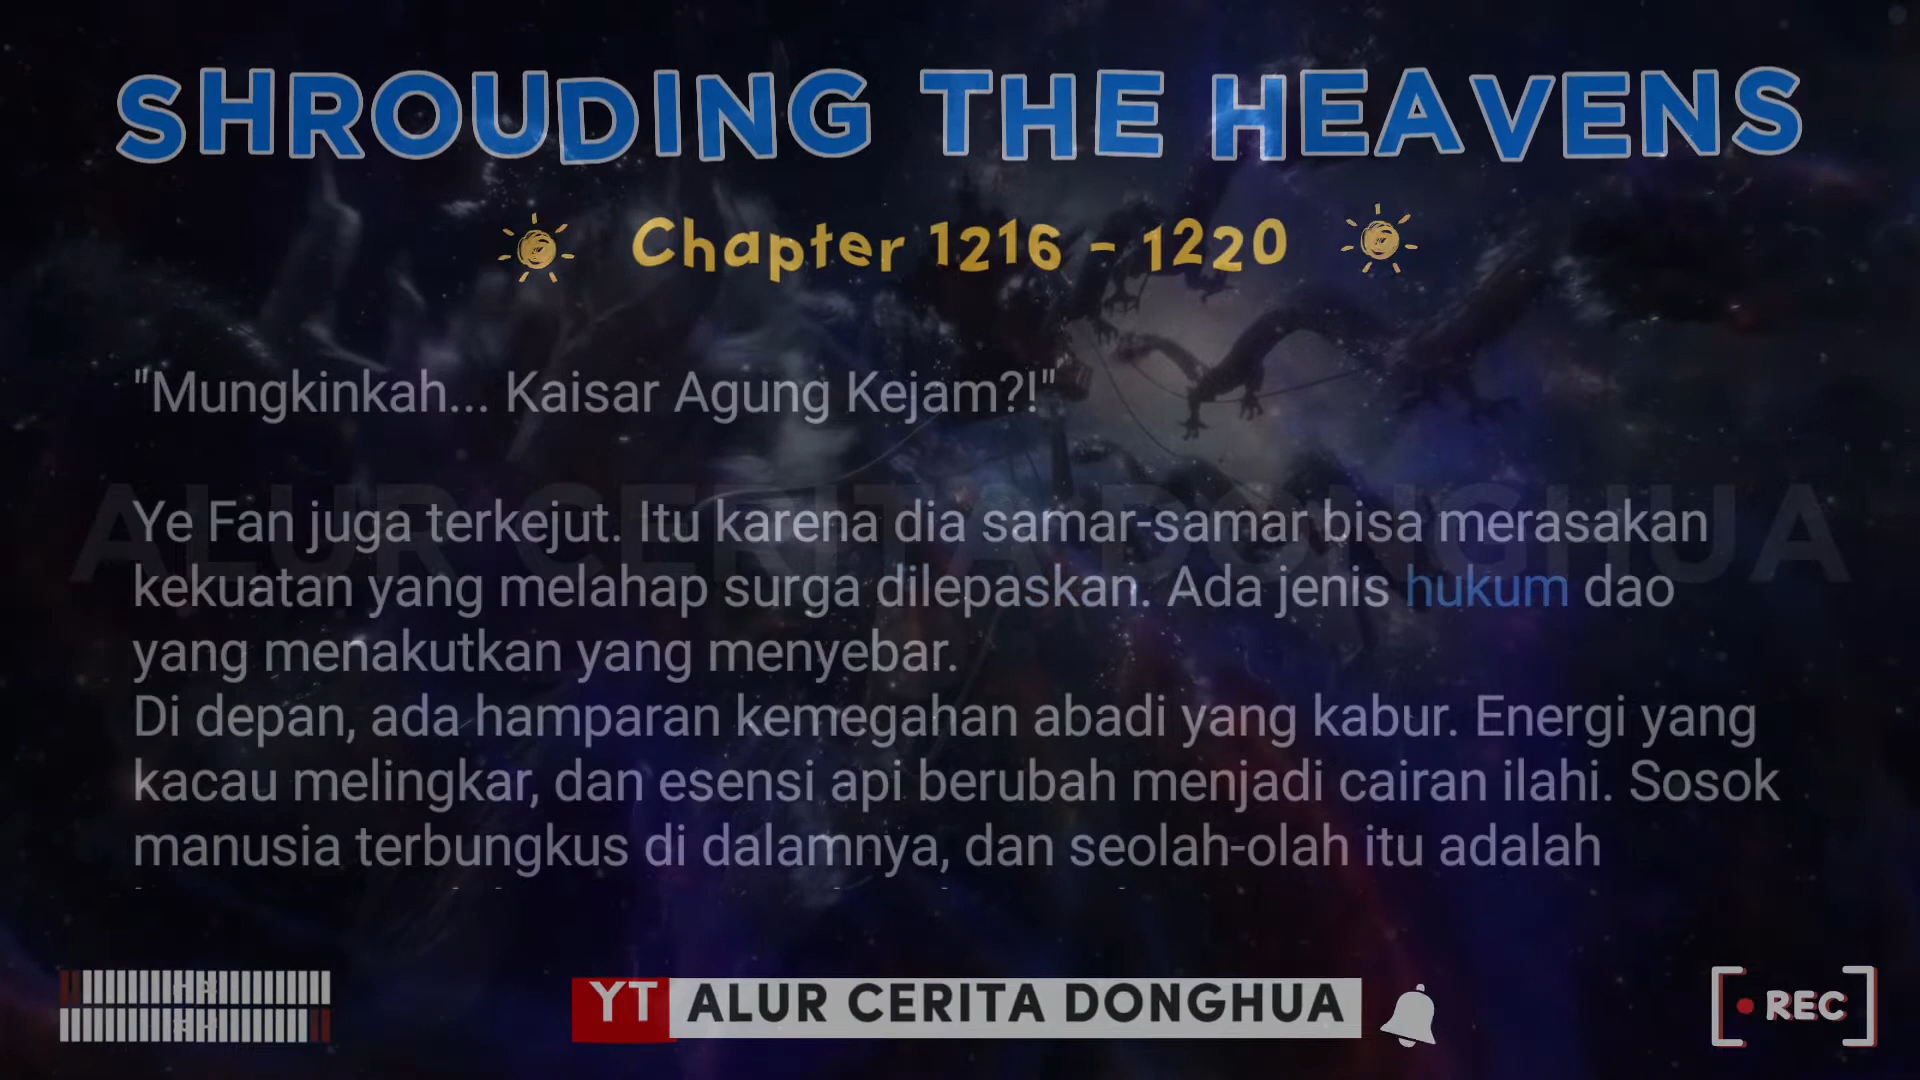 SHROUDING THE HEAVENS
Chapter 1216 - 1220
"Mungkinkah... Kaisar Agung Kejam?!"
ALUR CERITA DONGHUA
Ye Fan juga terkejut. Itu karena dia samar-samar bisa merasakan
kekuatan yang melahap surga dilepaskan. Ada jenis hukum dao
yang menakutkan yang menyebar.
Di depan, ada hamparan kemegahan abadi yang kabur. Energi yang
kacau melingkar, dan esensi api berubah menjadi cairan ilahi. Sosok
manusia terbungkus di dalamnya, dan seolah-olah itu adalah
YT ALUR CERITA DONGHUA
REC